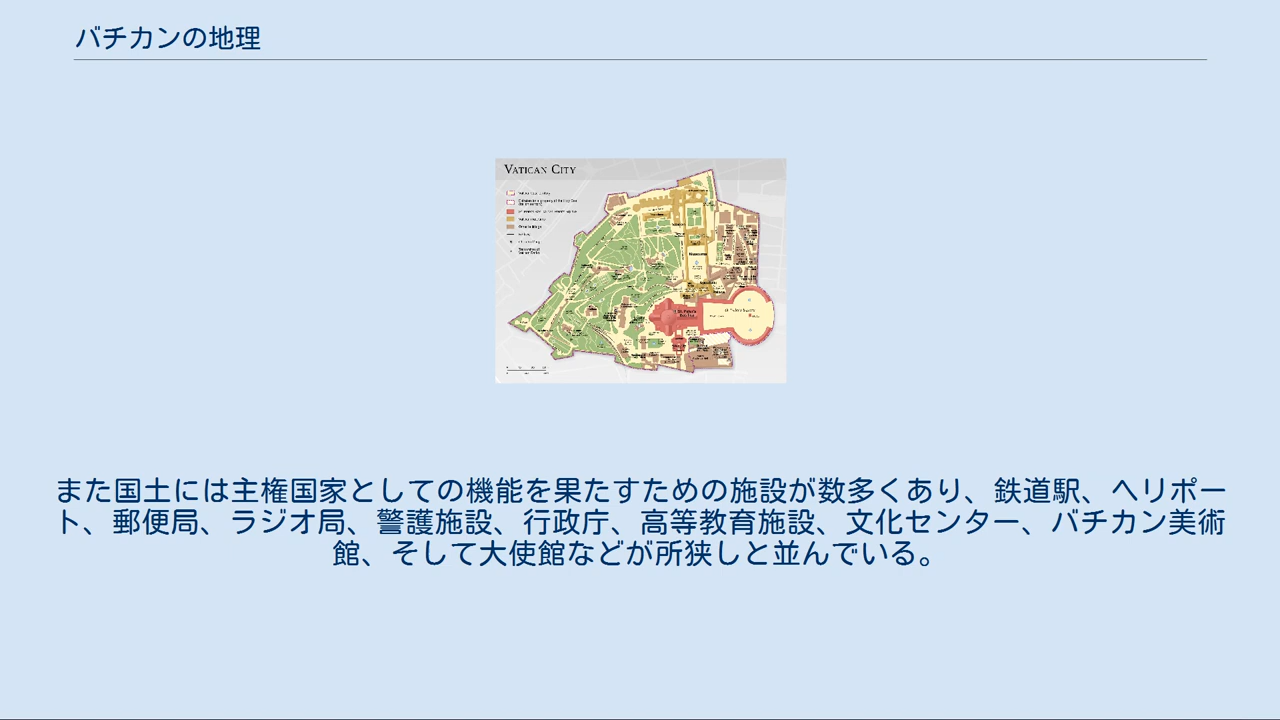 バチカンの地理
VATICAN CITY
また国土には主権国家としての機能を果たすための施設が数多くあり、鉄道駅、ヘリポー
ト、郵便局、ラジオ局、警護施設、行政庁、高等教育施設、文化センター、バチカン美術
館、そして大使館などが所狭しと並んでいる。